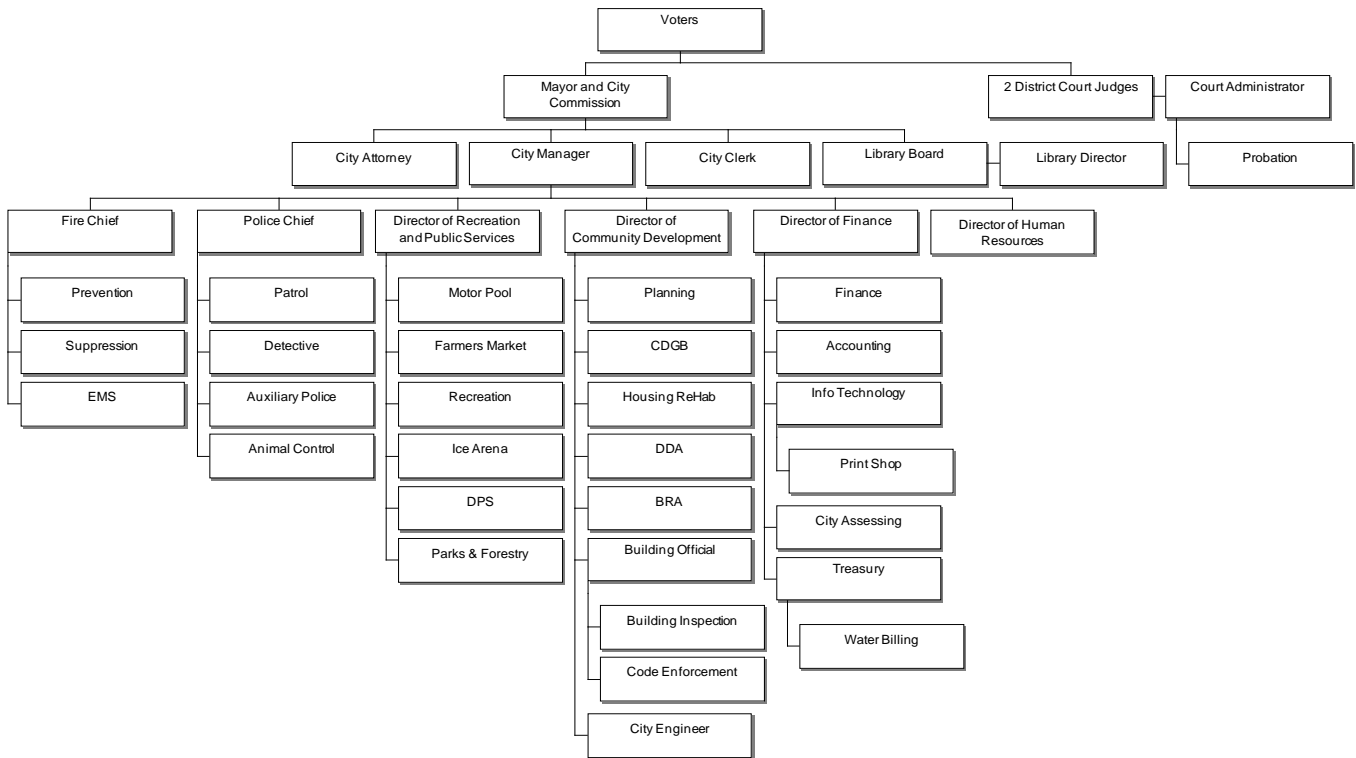 Voters
Mayor and City
Commission
2 District Court Judges
Court Administrator
City Attorney
City Manager
City Clerk
Library Board
Library Director
Probation
Fire Chief
Police Chief
Director of Recreation
and Public Services
Director of
Community Development
Director of Finance
Director of Human
Resources
Prevention
Suppression
EMS
Patrol
Detective
Auxiliary Police
Animal Control
Motor Pool
Farmers Market
Recreation
Ice Arena
DPS
Parks & Forestry
Planning
CDGB
Housing ReHab
DDA
BRA
Building Official
Building Inspection
Code Enforcement
City Engineer
Finance
Accounting
Info Technology
Print Shop
City Assessing
Treasury
Water Billing